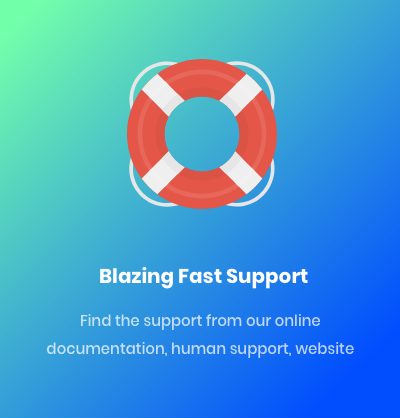 Blazing Fast Support
Find the support from our online
documentation, human support, website